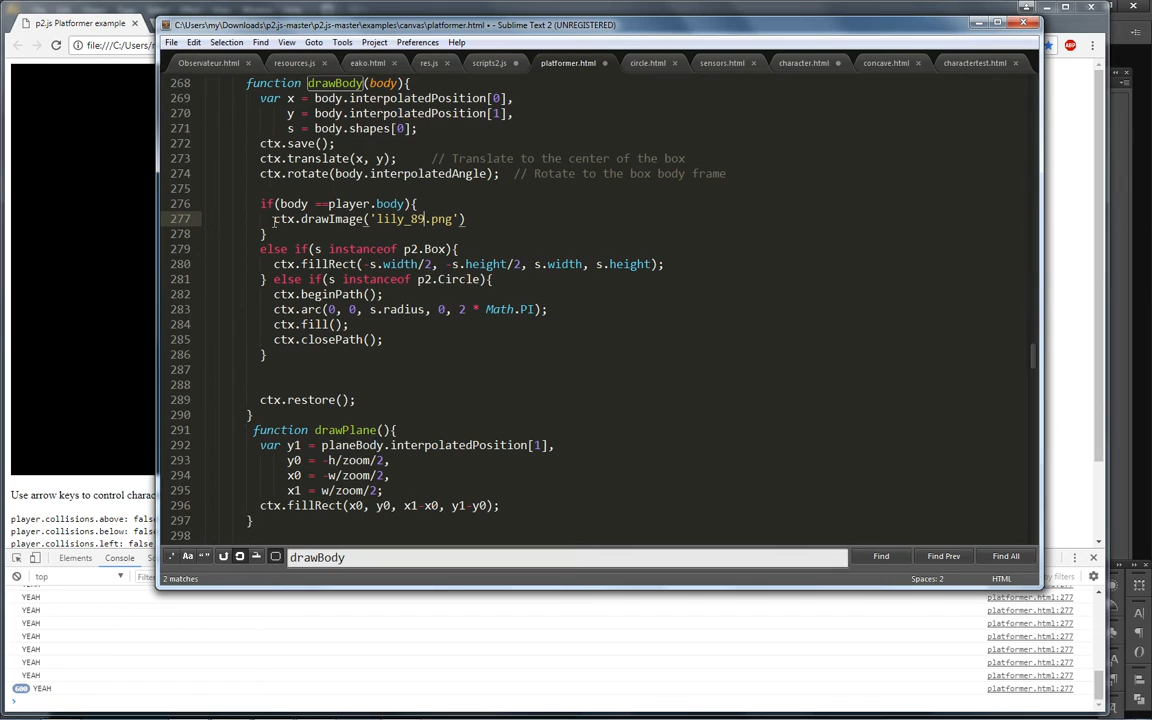 C:\Users\my\Downloads\p2.js-master\p2.js-master\examples\canvas\platformer.html • - Sublime Text 2 (UNREGISTERED)
p2.js Platformer example
file:///C:/Users/m
File Edit Selection Find View Goto Tools Project Preferences Help
Observateur.html resources.js eako.html res.js scripts2.js platformer.html circle.html sensors.html character.html concave.html charactertest.html
268 function drawBody(body){
269 var x = body.interpolatedPosition[0],
270 y = body.interpolatedPosition[1],
271 s = body.shapes[0];
272 ctx.save();
273 ctx.translate(x, y); // Translate to the center of the box
274 ctx.rotate(body.interpolatedAngle); // Rotate to the box body frame
275
276 if(body ==player.body){
277 ctx.drawImage('lily_89.png')
278 }
279 else if(s instanceof p2.Box){
280 ctx.fillRect(-s.width/2, -s.height/2, s.width, s.height);
281 } else if(s instanceof p2.Circle){
282 ctx.beginPath();
283 ctx.arc(0, 0, s.radius, 0, 2 * Math.PI);
284 ctx.fill();
285 ctx.closePath();
286 }
287
288
289 ctx.restore();
290 }
291 function drawPlane(){
292 var y1 = planeBody.interpolatedPosition[1],
293 y0 = -h/zoom/2,
294 x0 = -w/zoom/2,
295 x1 = w/zoom/2;
296 ctx.fillRect(x0, y0, x1-x0, y1-y0);
297 }
298
Use arrow keys to control charac
player.collisions.above: fals
player.collisions.below: fals
player.collisions.left: false
.* Aa “” drawBody Find Find Prev Find All
2 matches Spaces: 2 HTML
Elements Console
top Filter
by filters
YEAH
YEAH platformer.html:277
YEAH platformer.html:277
YEAH platformer.html:277
YEAH platformer.html:277
YEAH platformer.html:277
YEAH platformer.html:277
YEAH platformer.html:277
600 YEAH platformer.html:277
ABP